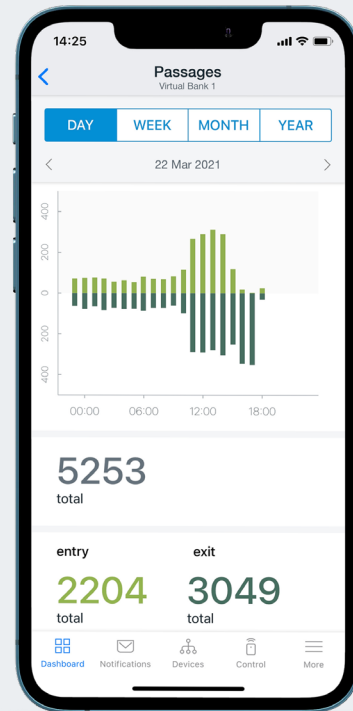 14:25
Passages
Virtual Bank 1
DAY WEEK MONTH YEAR
22 Mar 2021
400
200
0
200
400
00:00 06:00 12:00 18:00
5253
total
entry exit
2204 3049
total total
Dashboard Notifications Devices Control More